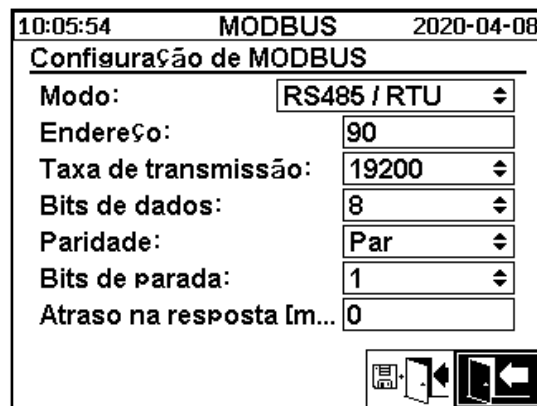 10:05:54 MODBUS 2020-04-08
Configuração de MODBUS
Modo: RS485 / RTU
Endereço: 90
Taxa de transmissão: 19200
Bits de dados: 8
Paridade: Par
Bits de parada: 1
Atraso na resposta [m... 0